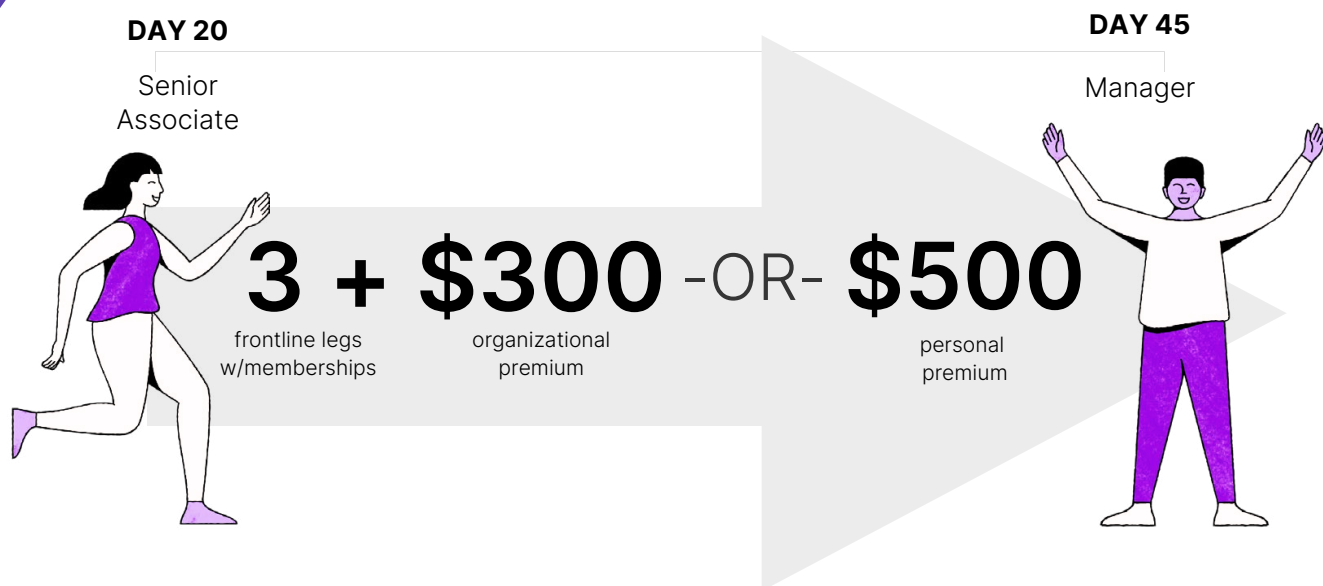 DAY 20
Senior
Associate
DAY 45
Manager
3 + $300 -OR- $500
frontline legs
w/memberships
organizational
premium
personal
premium